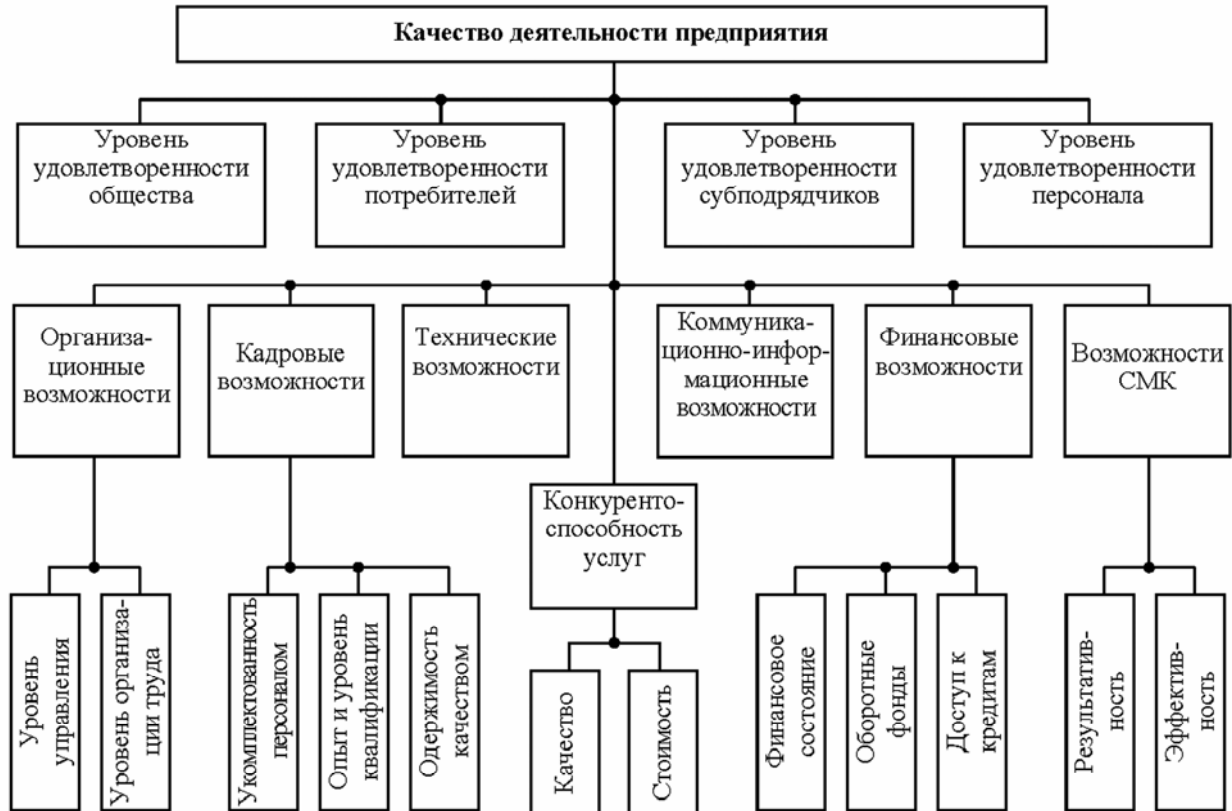 Качество деятельности предприятия
Уровень
удовлетворенности
общества
Уровень
удовлетворенности
потребителей
Уровень
удовлетворенности
субподрядчиков
Уровень
удовлетворенности
персонала
Организа-
ционные
возможности
Кадровые
возможности
Технические
возможности
Коммуника-
ционно-инфор-
мационные
возможности
Финансовые
возможности
Возможности
СМК
Конкуренто-
способность
услуг
Уровень
управления
Уровень организа-
ции труда
Укомплектованность
персоналом
Опыт и уровень
квалификации
Одержимость
качеством
Качество
Стоимость
Финансовое
состояние
Оборотные
фонды
Доступ к
кредитам
Результатив-
ность
Эффектив-
ность